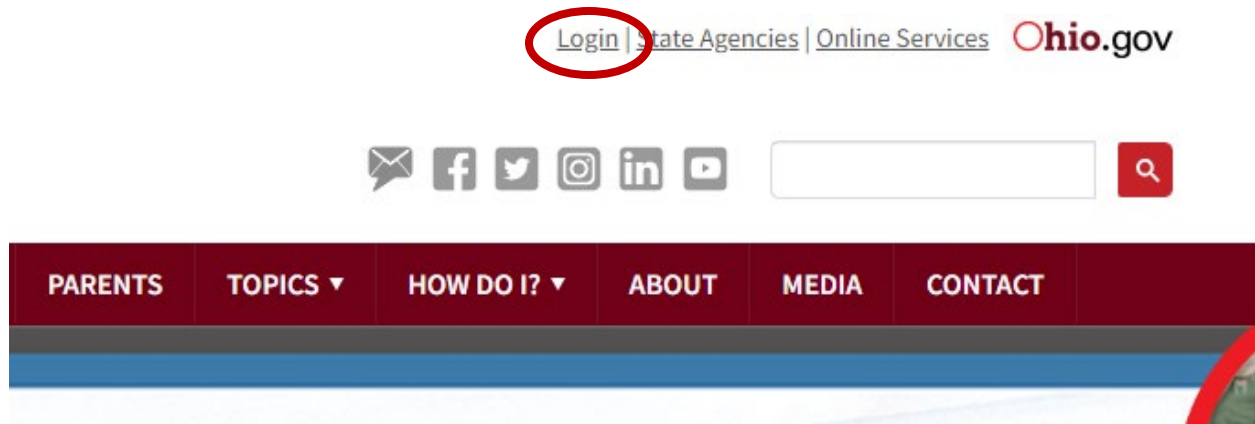 Login | State Agencies | Online Services Ohio.gov
PARENTS TOPICS ▼ HOW DO I? ▼ ABOUT MEDIA CONTACT